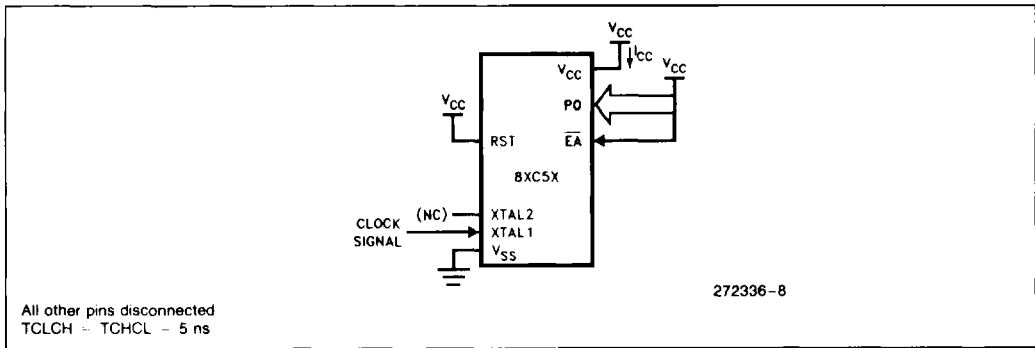 VCC
ICC
VCC
VCC
P0
VCC
RST
EA
8XC5X
(NC)
XTAL2
CLOCK
SIGNAL
XTAL1
VSS
272336-8
All other pins disconnected
TCLCH = TCHCL = 5 ns